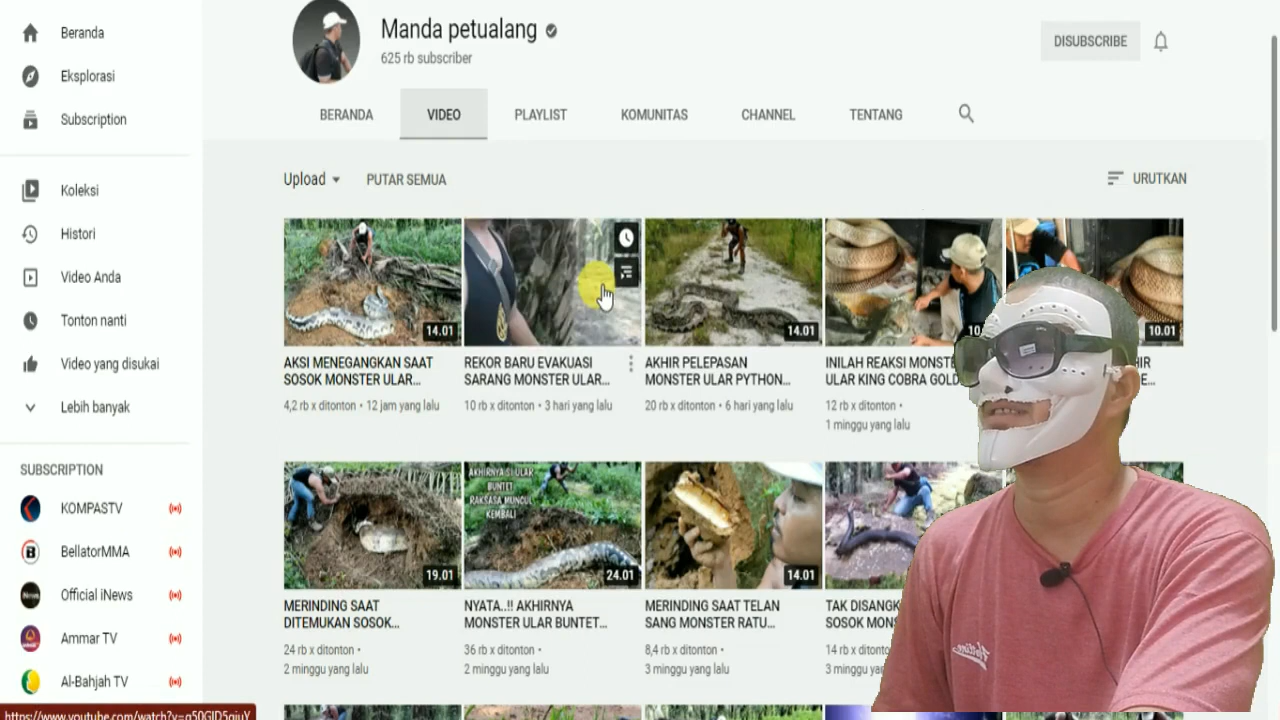 Beranda
Eksplorasi
Subscription
Koleksi
Histori
Video Anda
Tonton nanti
Video yang disukai
Lebih banyak
SUBSCRIPTION
KOMPASTV
BellatorMMA
Official iNews
Ammar TV
Al-Bahjah TV
Manda petualang
625 rb subscriber
DISUBSCRIBE
BERANDA VIDEO PLAYLIST KOMUNITAS CHANNEL TENTANG
Upload PUTAR SEMUA URUTKAN
14.01
AKSI MENEGANGKAN SAAT
SOSOK MONSTER ULAR...
4,2 rb x ditonton • 12 jam yang lalu
REKOR BARU EVAKUASI
SARANG MONSTER ULAR...
10 rb x ditonton • 3 hari yang lalu
14.01
AKHIR PELEPASAN
MONSTER ULAR PYTHON...
20 rb x ditonton • 6 hari yang lalu
INILAH REAKSI
ULAR KING COBRA
12 rb x ditonton •
1 minggu yang lalu
10.01
19.01
MERINDING SAAT
DITEMUKAN SOSOK...
24 rb x ditonton •
2 minggu yang lalu
AKHIRNYA SI ULAR
BUNTET
RAKSASA MUNCUL
KEMBALI
24.01
NYATA..!! AKHIRNYA
MONSTER ULAR BUNTET...
36 rb x ditonton •
2 minggu yang lalu
14.01
MERINDING SAAT TELAN
SANG MONSTER RATU...
8,4 rb x ditonton •
3 minggu yang lalu
TAK
SOSOK
14 rb x
3 minggu
Hotline